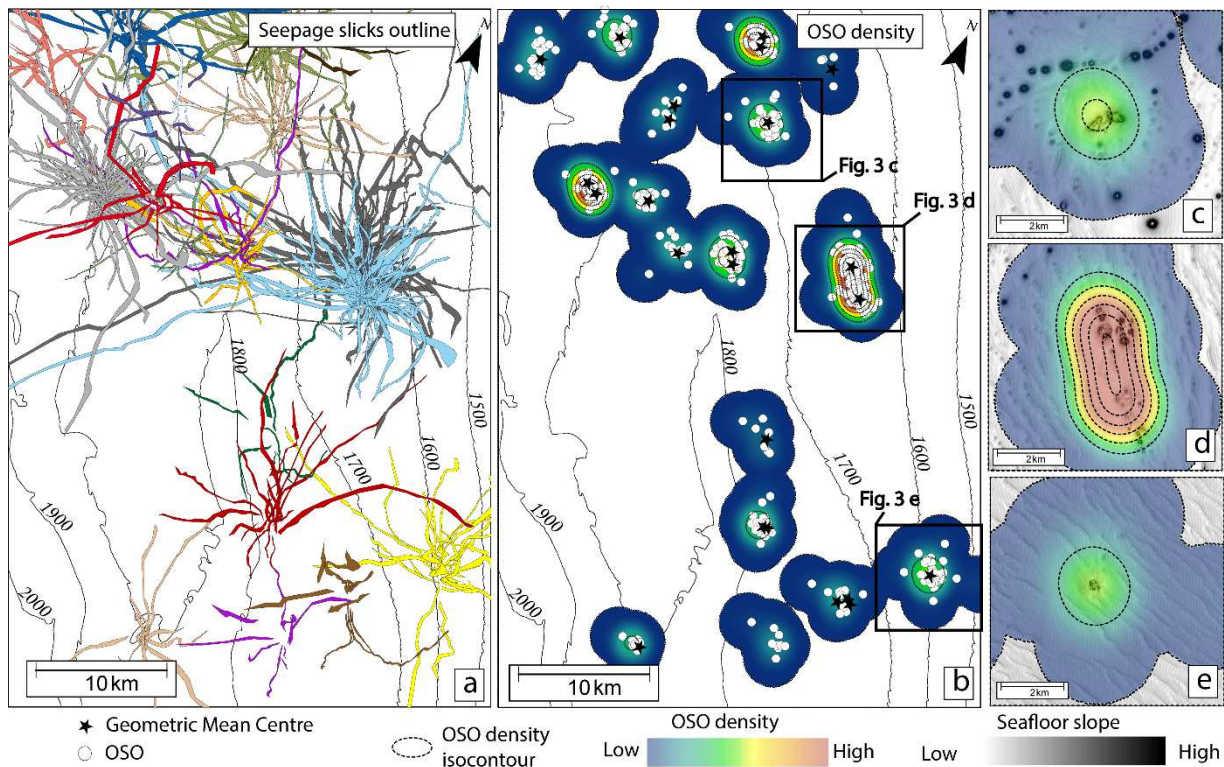 Seepage slicks outline
N
1800
1500
1600
1700
1900
2000
10 km
a
OSO density
N
Fig. 3 c
Fig. 3 d
1800
1500
1600
1700
Fig. 3 e
1900
2000
10 km
b
2 km
c
2 km
d
2 km
e
Geometric Mean Centre
OSO
OSO density
isocontour
OSO density
Low
High
Seafloor slope
Low
High